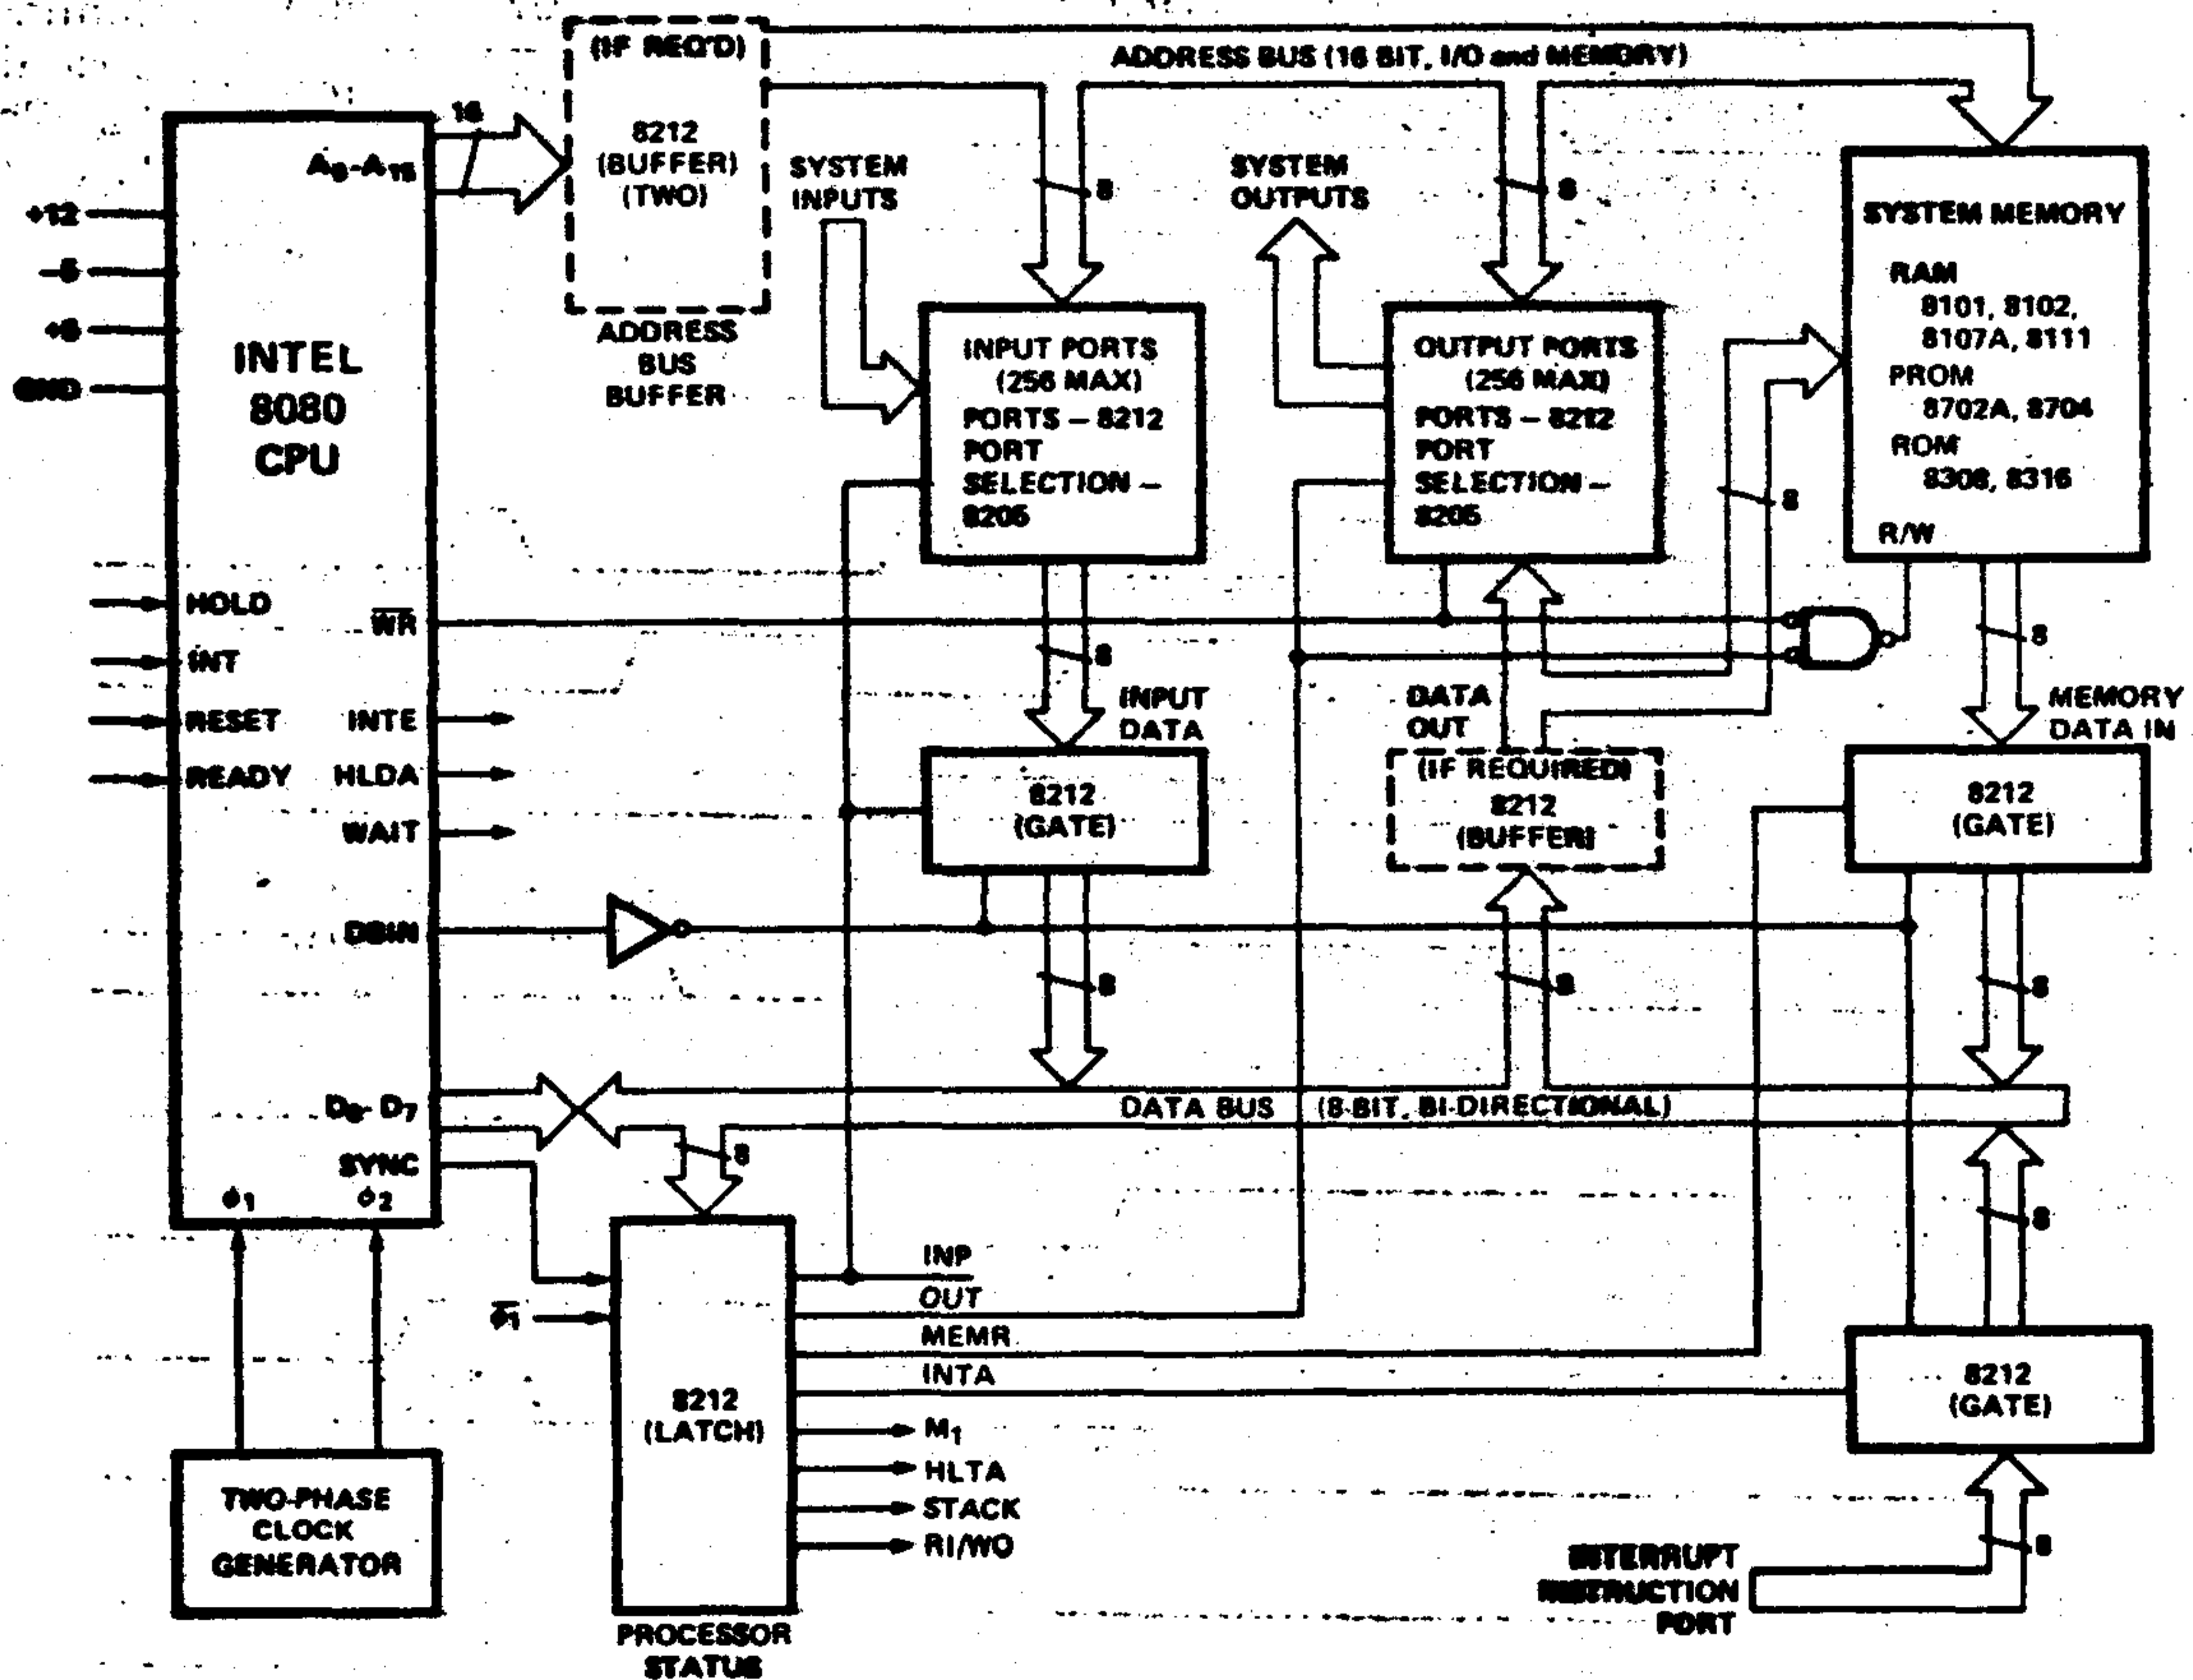 (IF REQ'D)
8212
(BUFFER)
(TWO)
ADDRESS
BUS
BUFFER
ADDRESS BUS (16 BIT, I/O and MEMORY)
16
A0-A15
+12
-5
+5
GND
INTEL
8080
CPU
HOLD
INT
RESET
READY
WR
INTE
HLDA
WAIT
DBIN
D0-D7
SYNC
ϕ1
ϕ2
TWO-PHASE
CLOCK
GENERATOR
SYSTEM
INPUTS
8
INPUT PORTS
(256 MAX)
PORTS – 8212
PORT
SELECTION –
8205
8
INPUT
DATA
8212
(GATE)
8
SYSTEM
OUTPUTS
8
OUTPUT PORTS
(256 MAX)
PORTS – 8212
PORT
SELECTION –
8205
DATA
OUT
(IF REQUIRED)
8212
(BUFFER)
8
8
SYSTEM MEMORY
RAM
8101, 8102,
8107A, 8111
PROM
8702A, 8704
ROM
8308, 8316
R/W
8
MEMORY
DATA IN
8212
(GATE)
8
DATA BUS (8-BIT, BI-DIRECTIONAL)
8
8
ϕ1
8212
(LATCH)
PROCESSOR
STATUS
INP
OUT
MEMR
INTA
M1
HLTA
STACK
RI/WO
8212
(GATE)
8
INTERRUPT
INSTRUCTION
PORT